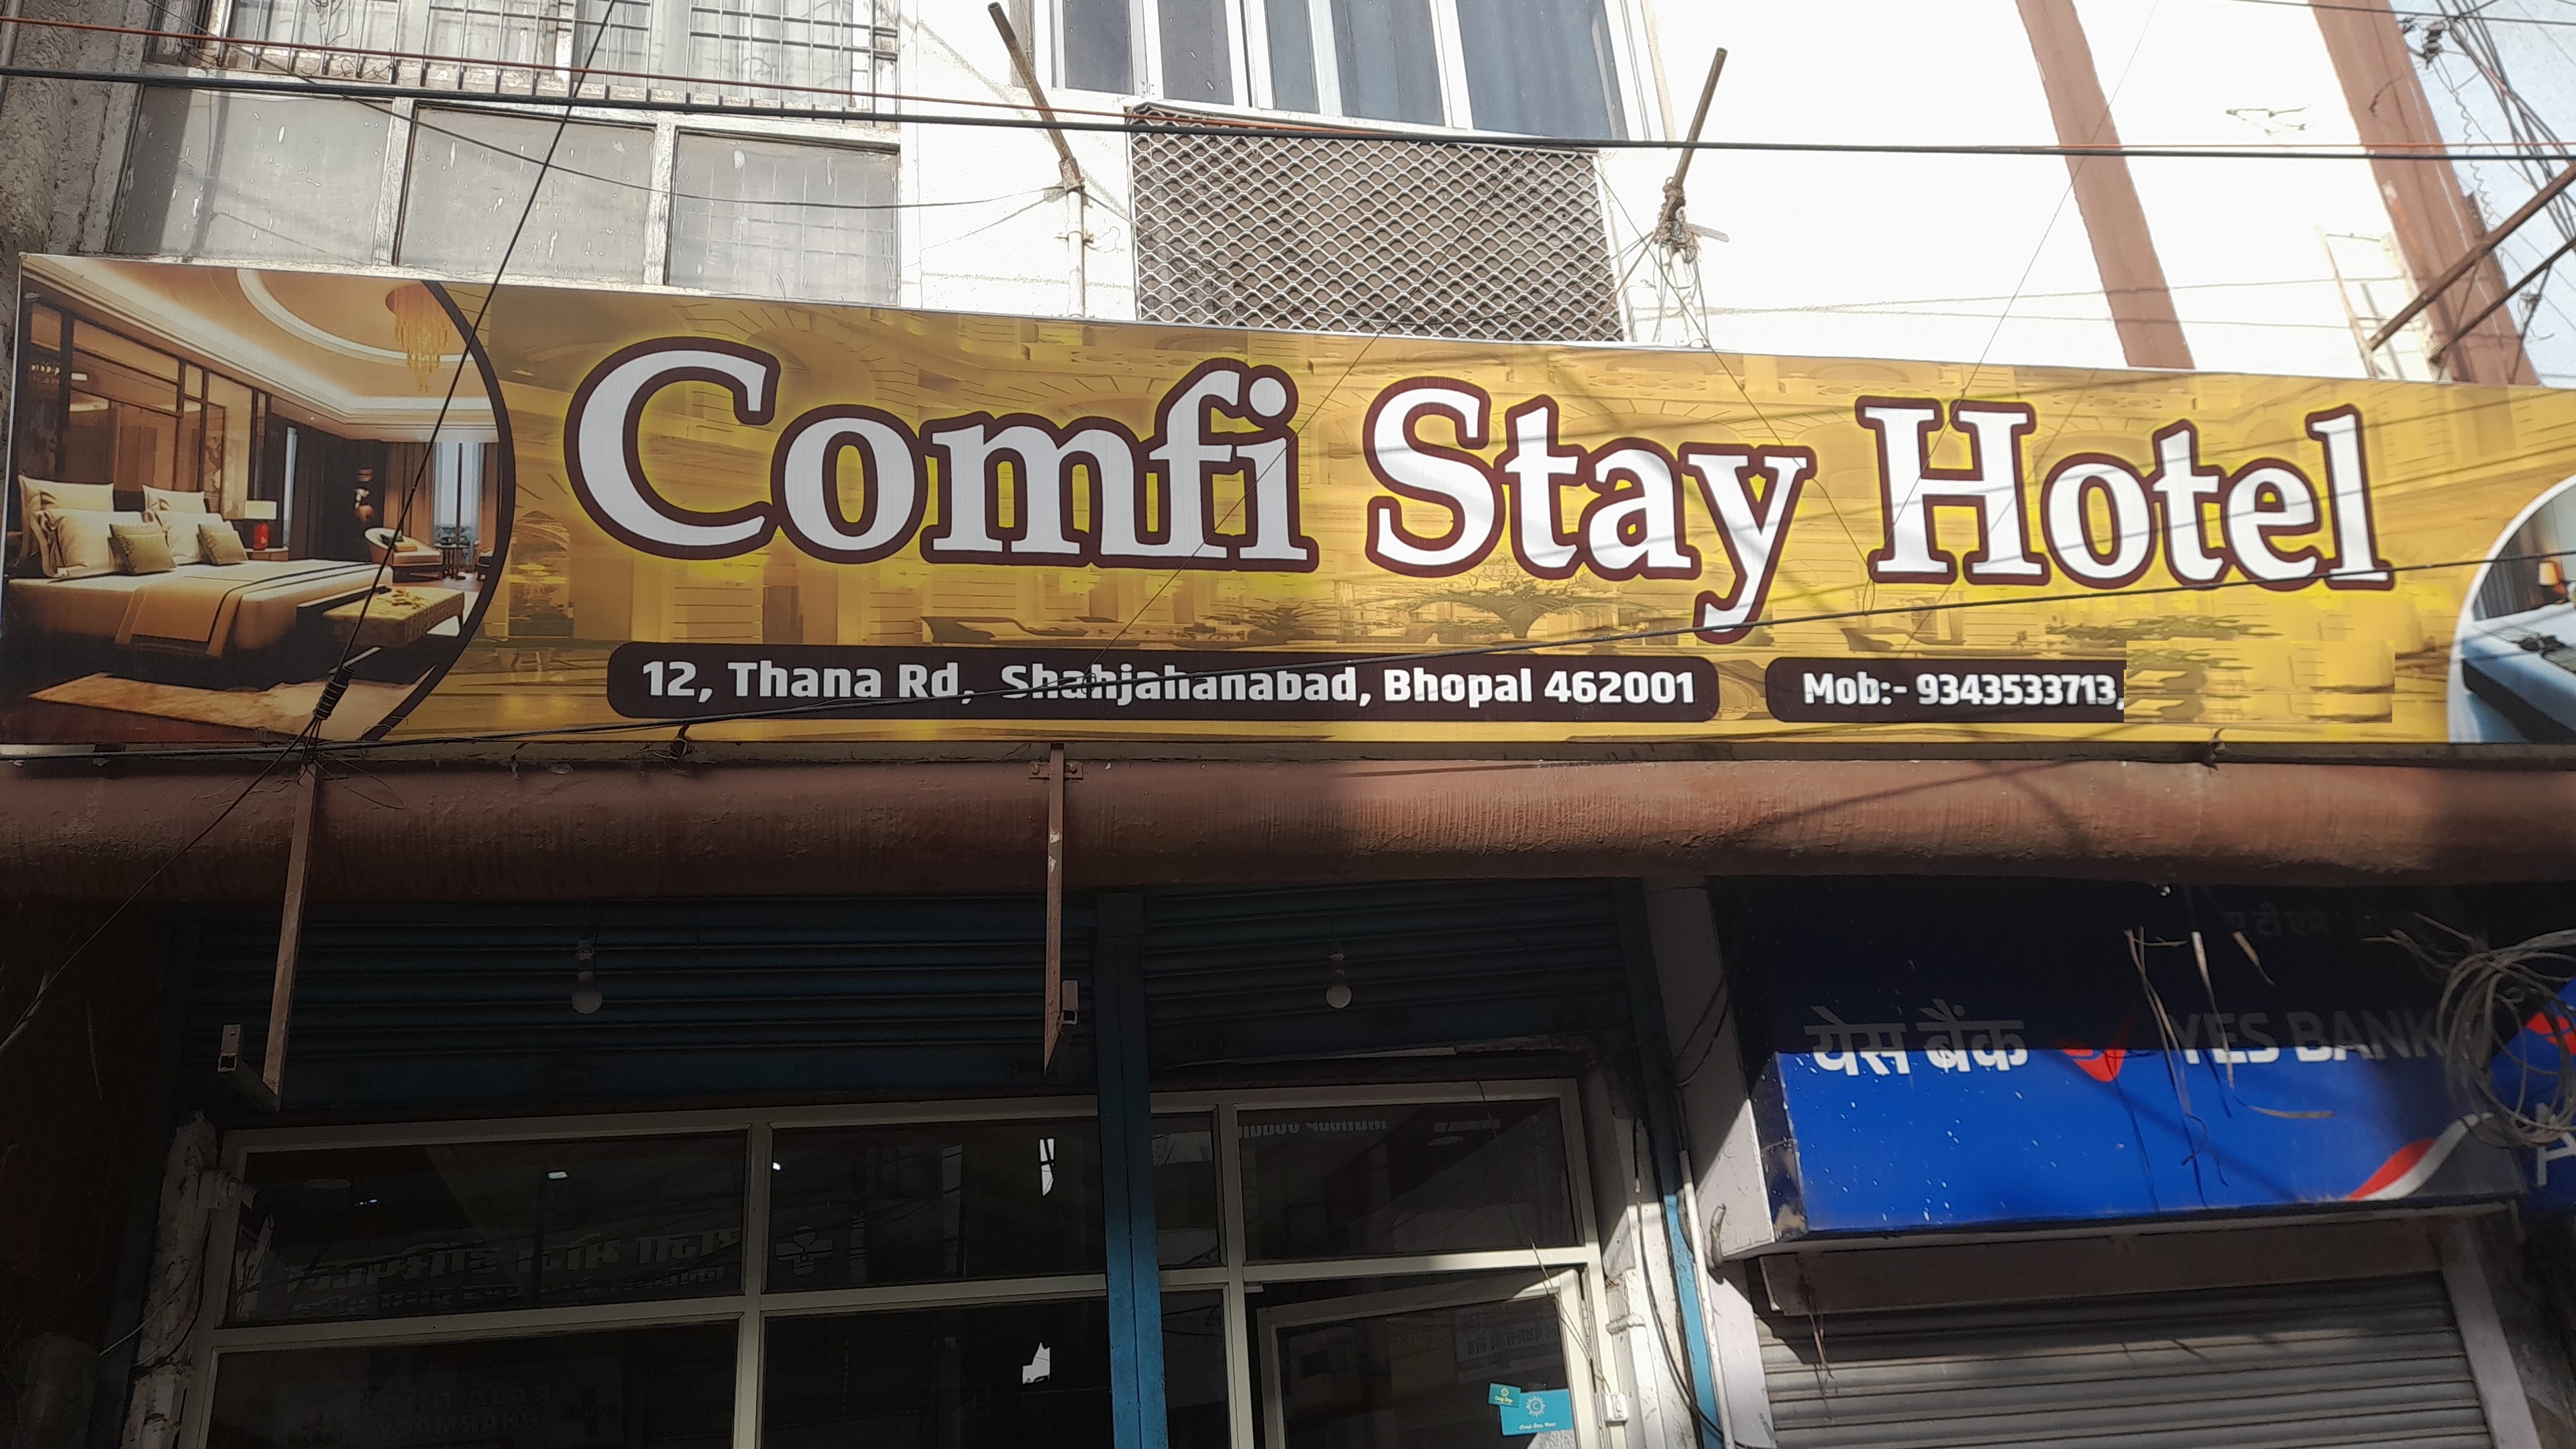 Comfi Stay Hotel
12, Thana Rd, Shahjahanabad, Bhopal 462001
Mob:- 9343533713,
येस बैंक YES BANK